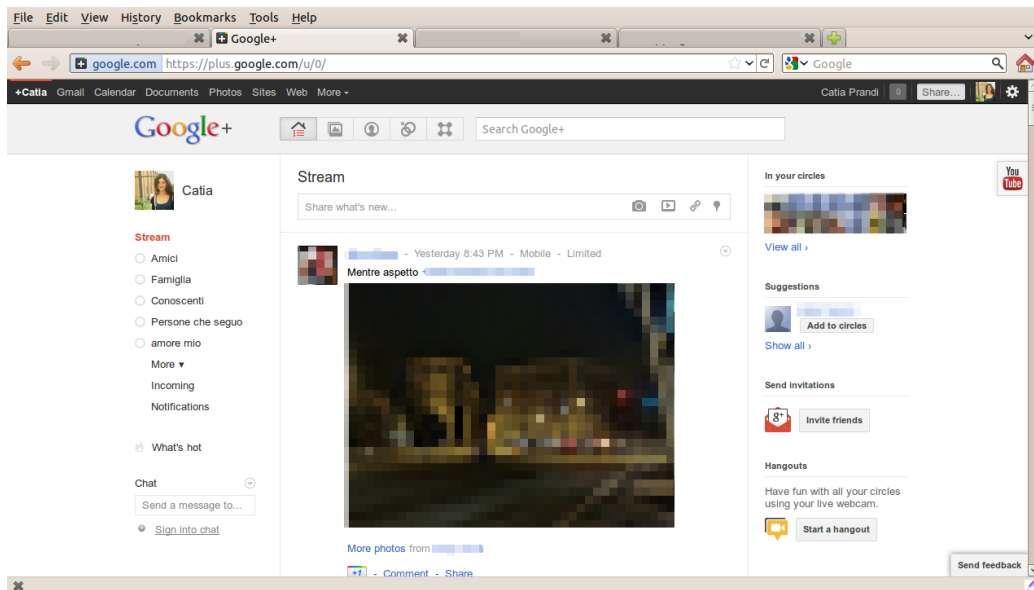 File Edit View History Bookmarks Tools Help
Google+
google.com https://plus.google.com/u/0/
Google
+Catia Gmail Calendar Documents Photos Sites Web More
Catia Prandi 0 Share...
Google+
Search Google+
Catia
Stream
Amici
Famiglia
Conoscenti
Persone che seguo
amore mio
More
Incoming
Notifications
What's hot
Chat
Send a message to...
Sign into chat
Stream
Share what's new...
- Yesterday 8:43 PM - Mobile - Limited
Mentre aspetto +
More photos from
+1 - Comment - Share
In your circles
View all ›
Suggestions
Add to circles
Show all ›
Send invitations
g+ Invite friends
Hangouts
Have fun with all your circles
using your live webcam.
Start a hangout
You
Tube
Send feedback